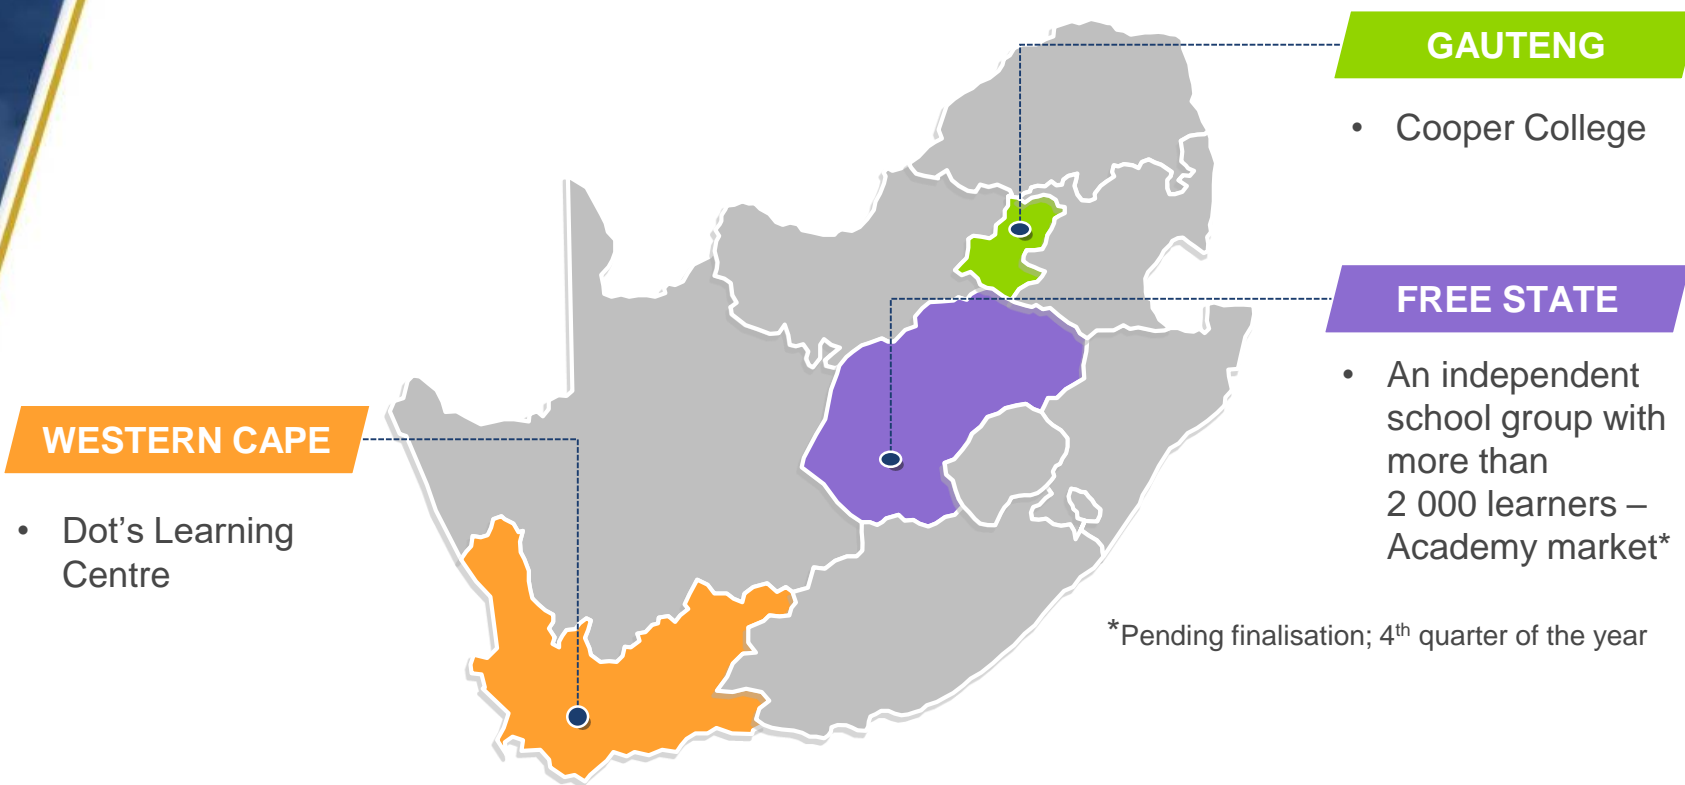 GAUTENG
• Cooper College
FREE STATE
• An independent
school group with
more than
2 000 learners –
Academy market*
WESTERN CAPE
• Dot’s Learning
Centre
*Pending finalisation; 4th quarter of the year